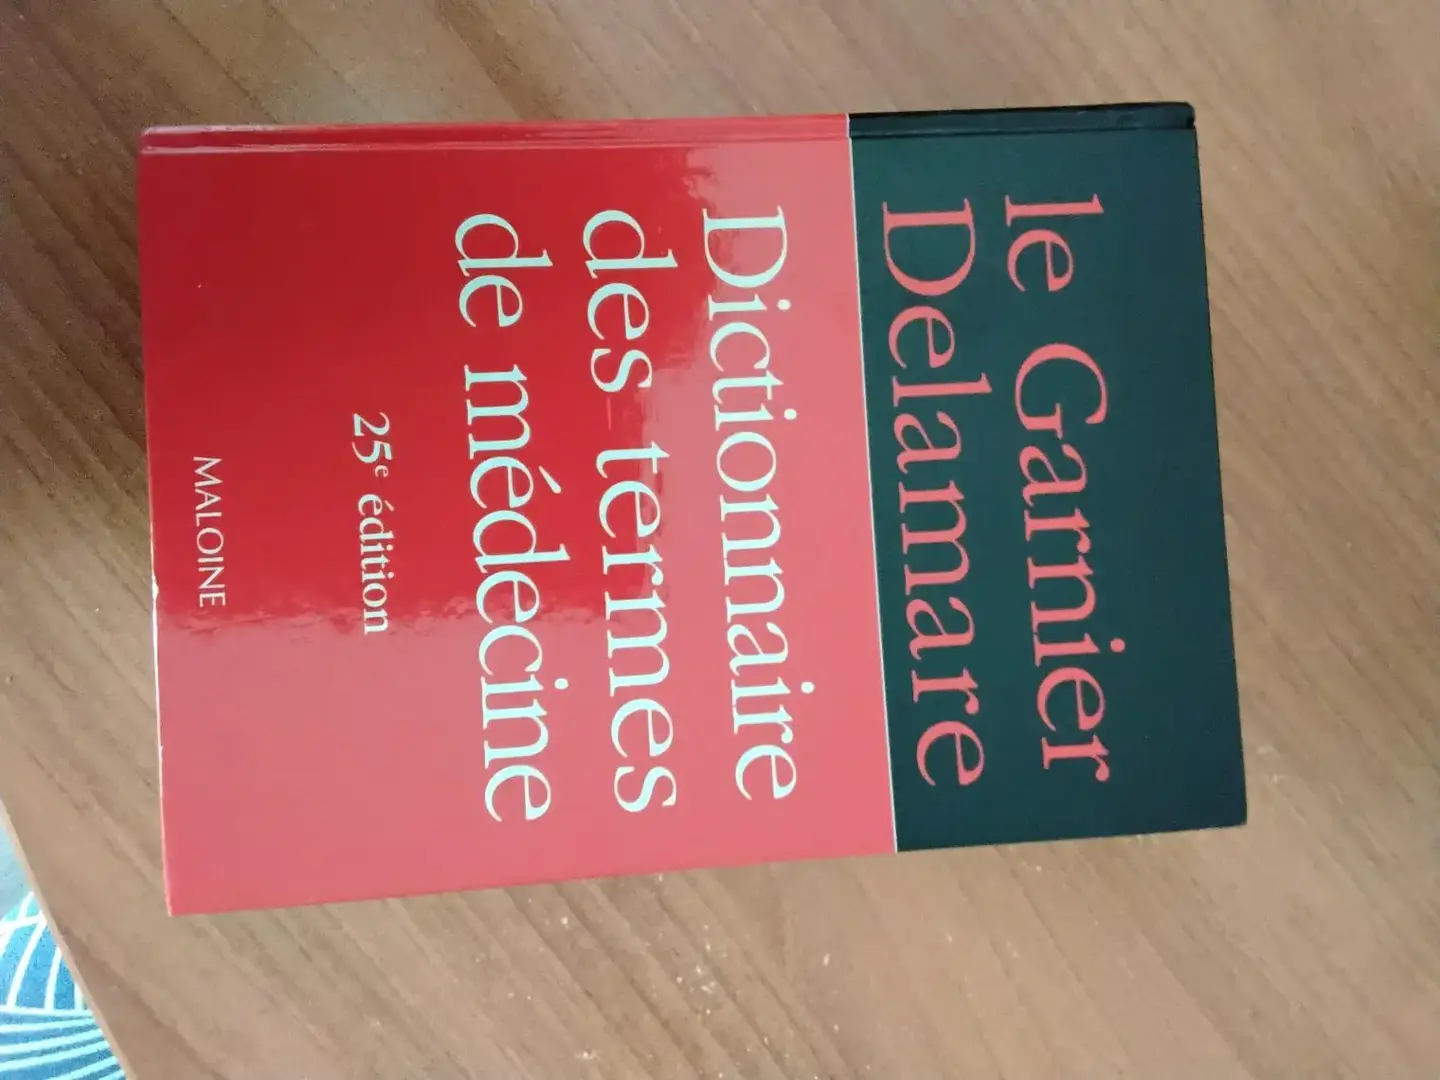 le Garnier
Delamare
Dictionnaire
des termes
de médecine
25e édition
MALOINE